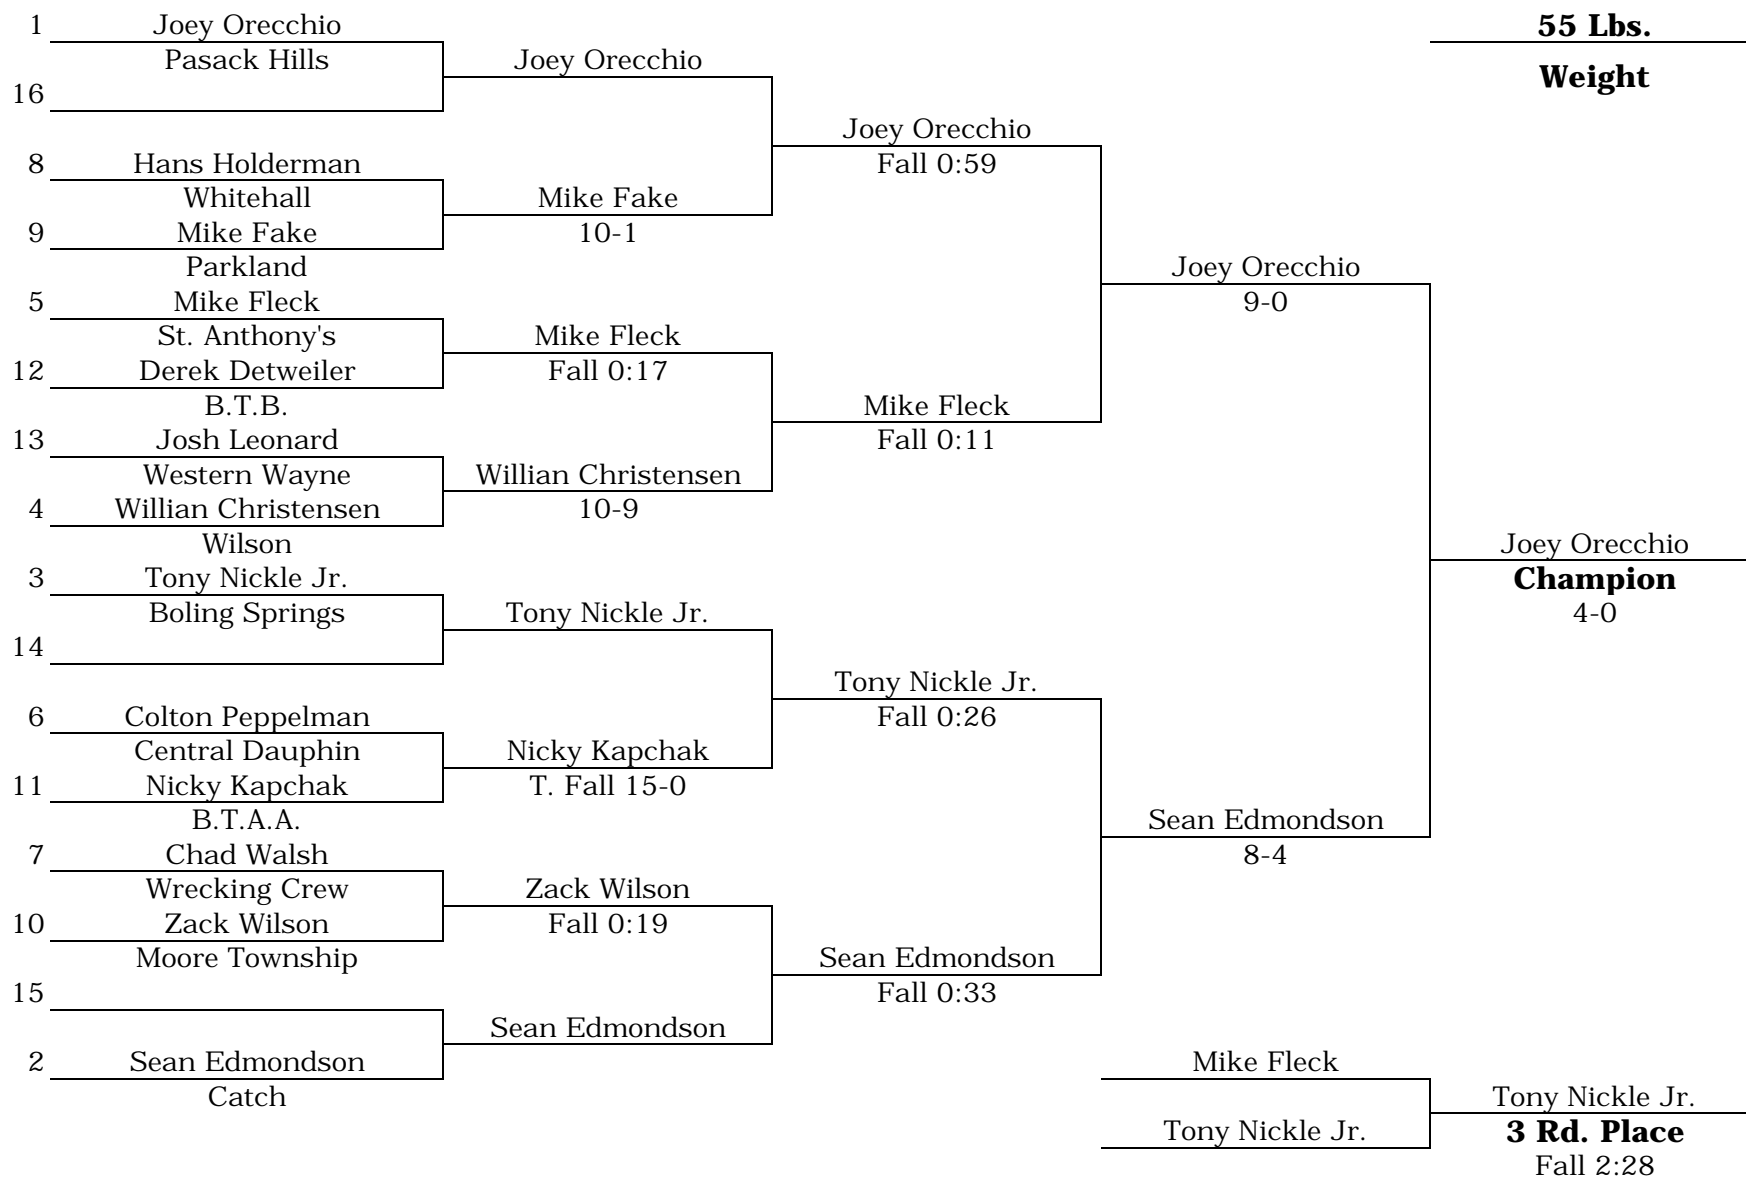 1 Joey Orecchio
Pasack Hills
16
8 Hans Holderman
Whitehall
9 Mike Fake
Parkland
5 Mike Fleck
St. Anthony's
12 Derek Detweiler
B.T.B.
13 Josh Leonard
Western Wayne
4 Willian Christensen
Wilson
3 Tony Nickle Jr.
Boling Springs
14
6 Colton Peppelman
Central Dauphin
11 Nicky Kapchak
B.T.A.A.
7 Chad Walsh
Wrecking Crew
10 Zack Wilson
Moore Township
15
2 Sean Edmondson
Catch
Joey Orecchio
Mike Fake
10-1
Mike Fleck
Fall 0:17
Willian Christensen
10-9
Tony Nickle Jr.
Nicky Kapchak
T. Fall 15-0
Zack Wilson
Fall 0:19
Sean Edmondson
Joey Orecchio
Fall 0:59
Mike Fleck
Fall 0:11
Tony Nickle Jr.
Fall 0:26
Sean Edmondson
Fall 0:33
Joey Orecchio
9-0
Sean Edmondson
8-4
Mike Fleck
Tony Nickle Jr.
55 Lbs.
Weight
Joey Orecchio
Champion
4-0
Tony Nickle Jr.
3 Rd. Place
Fall 2:28